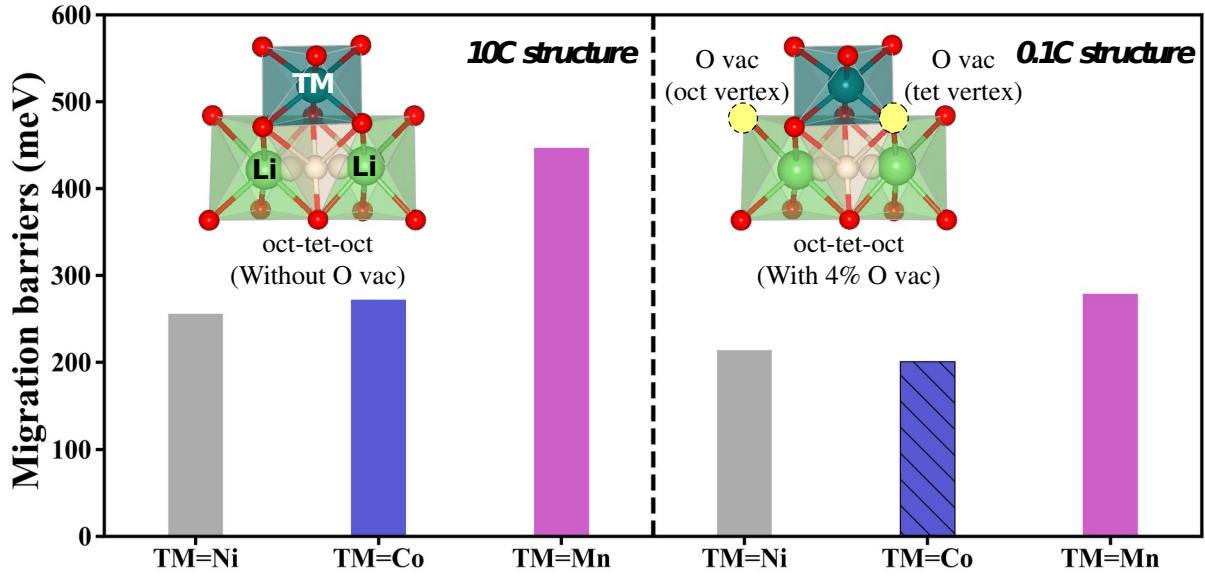 Migration barriers (meV)
600
500
400
300
200
100
0
10C structure
TM
Li
Li
oct-tet-oct
(Without O vac)
TM=Ni
TM=Co
TM=Mn
0.1C structure
O vac
(oct vertex)
O vac
(tet vertex)
oct-tet-oct
(With 4% O vac)
TM=Ni
TM=Co
TM=Mn